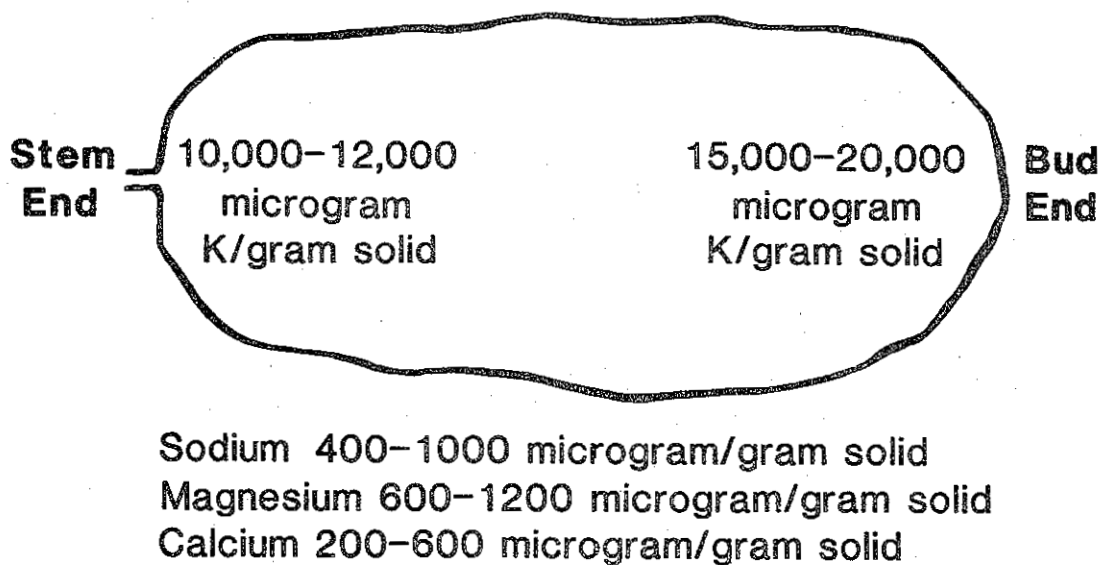 Stem
End
10,000-12,000
microgram
K/gram solid
15,000-20,000
microgram
K/gram solid
Bud
End
Sodium 400-1000 microgram/gram solid
Magnesium 600-1200 microgram/gram solid
Calcium 200-600 microgram/gram solid